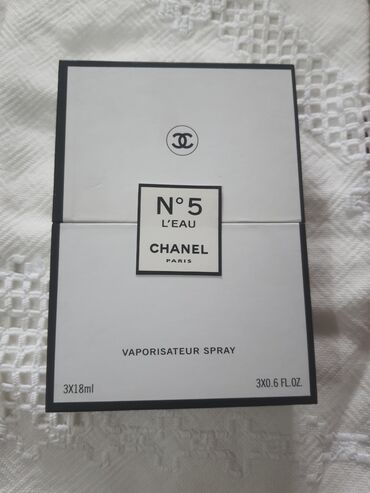 N°5
L'EAU
CHANEL
PARIS
VAPORISATEUR SPRAY
3X18ml
3X0.6 FL.OZ.